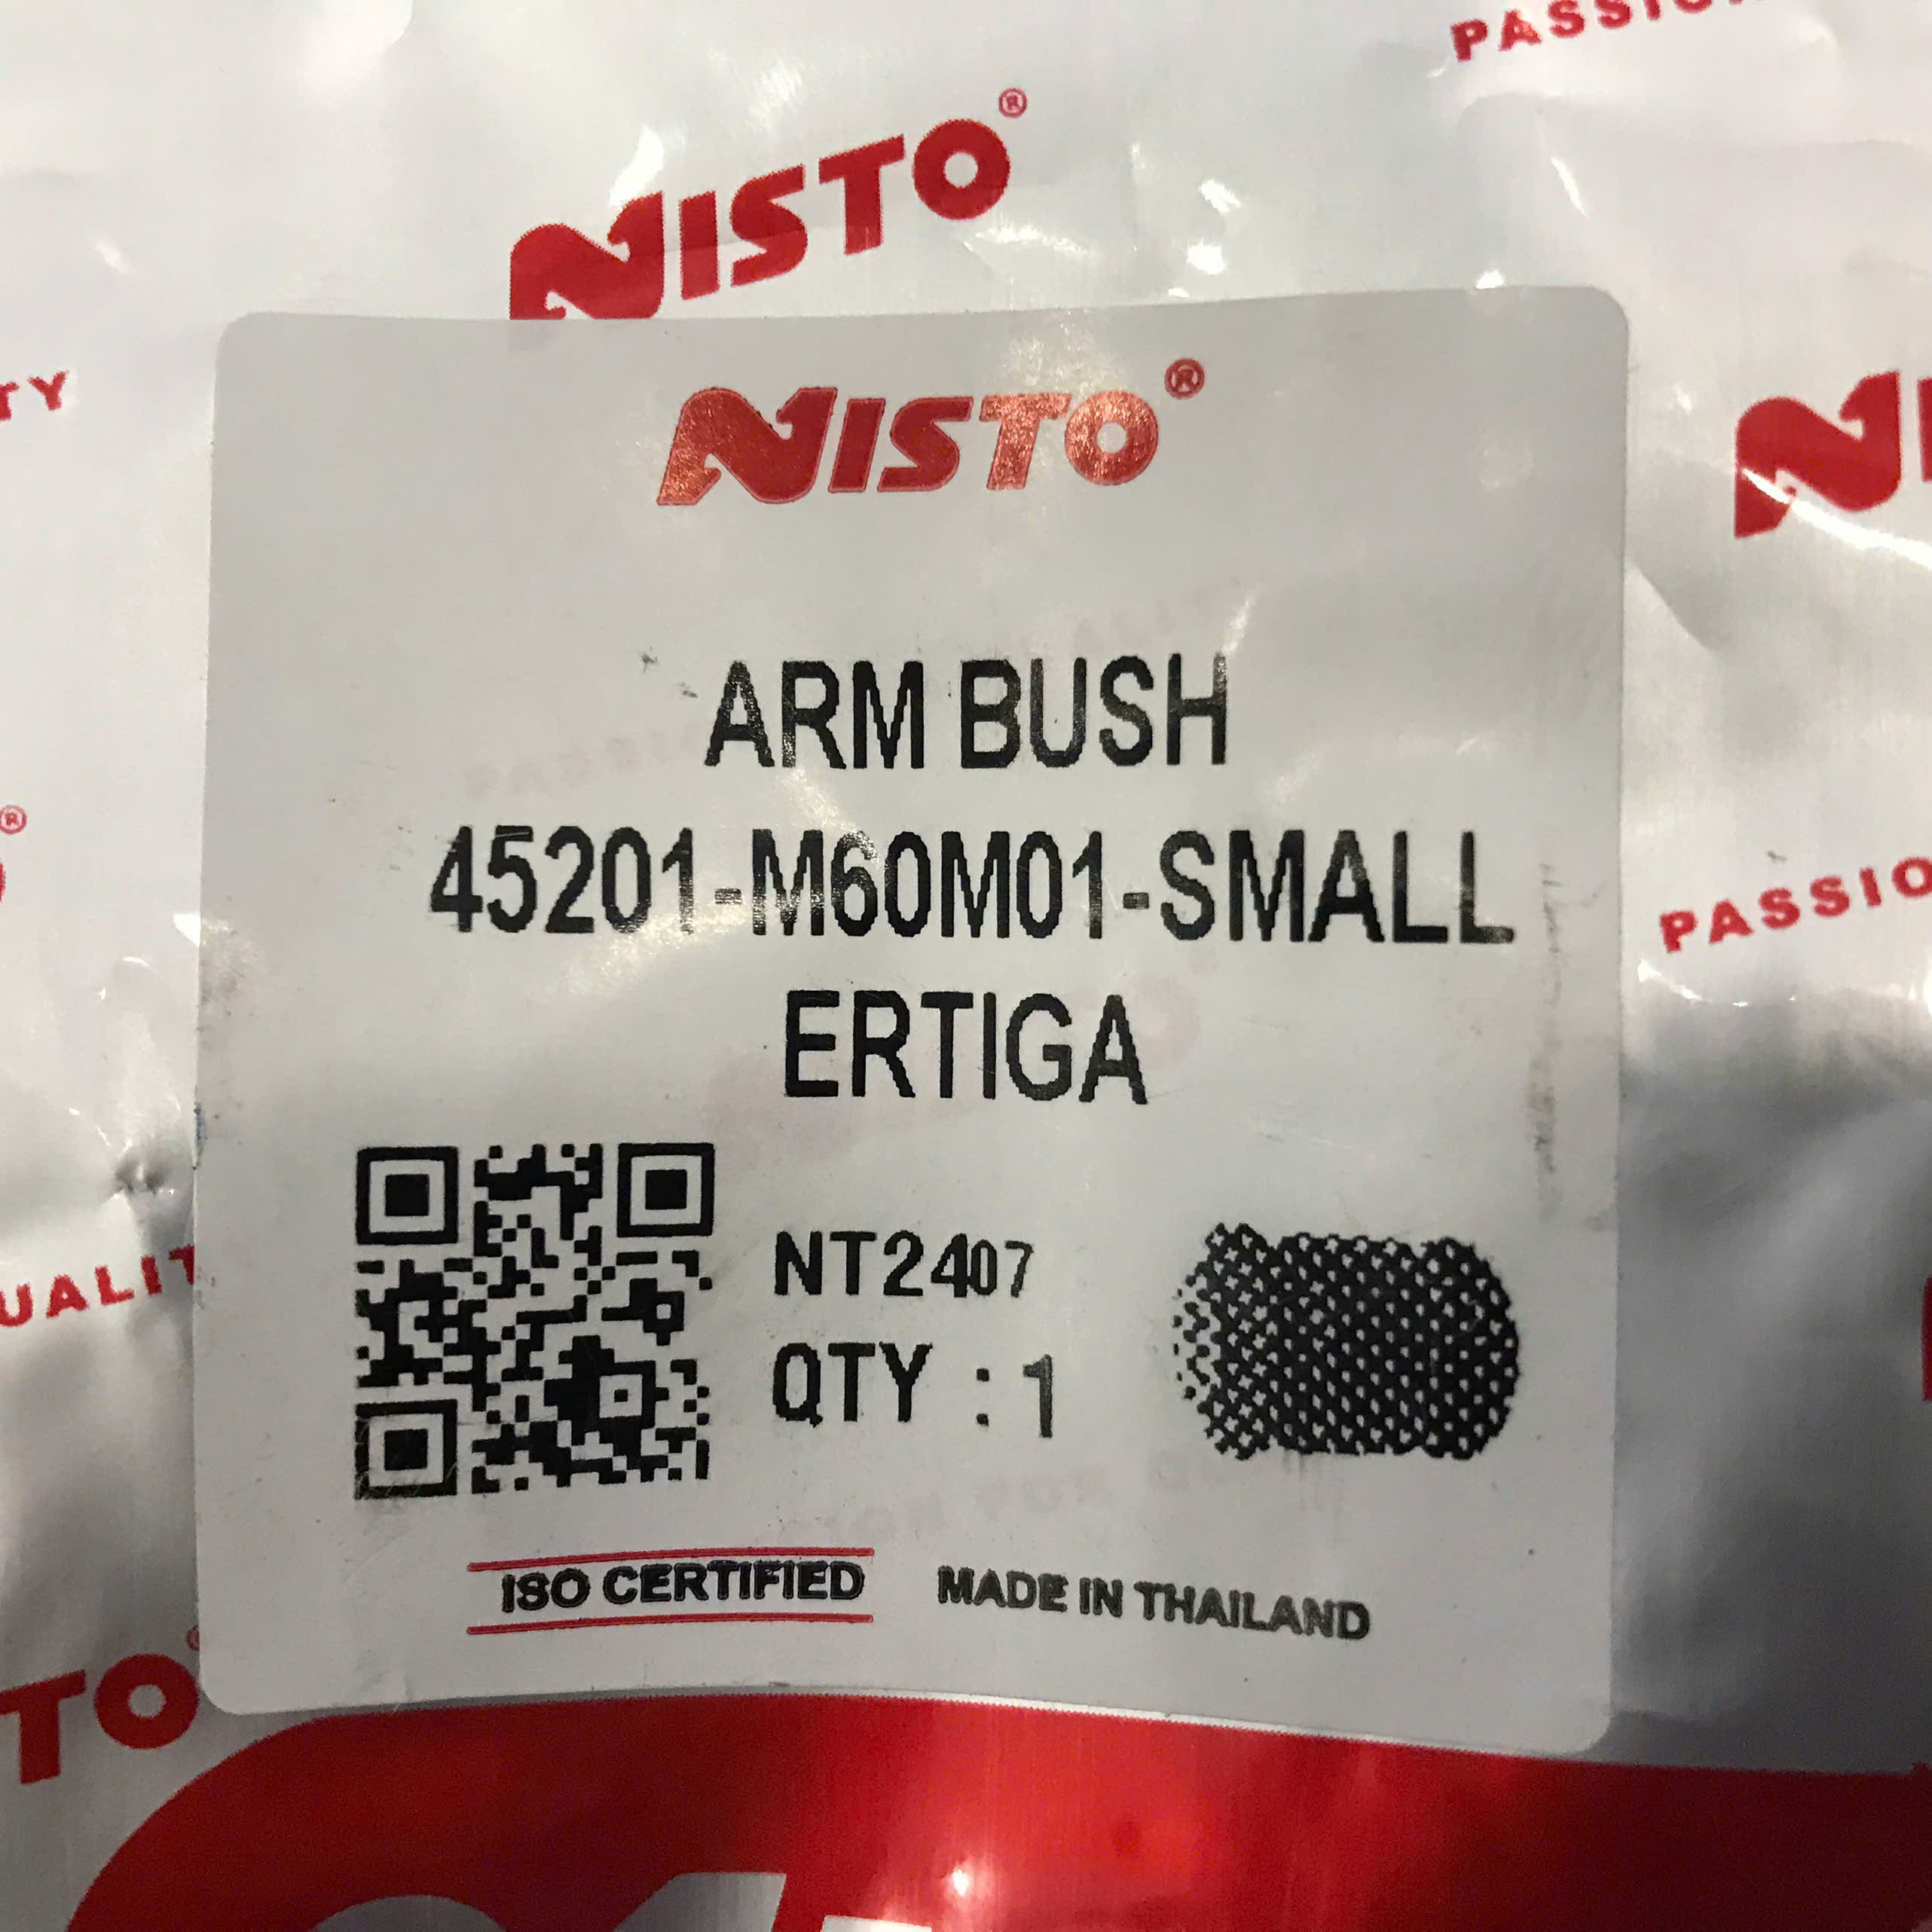 PASSIO
NISTO®
TY
NISTO®
NI
ARM BUSH
®
45201-M60M01-SMALL
PASSIO
ERTIGA
NT2407
UALIT
QTY : 1
ISO CERTIFIED MADE IN THAILAND
TO